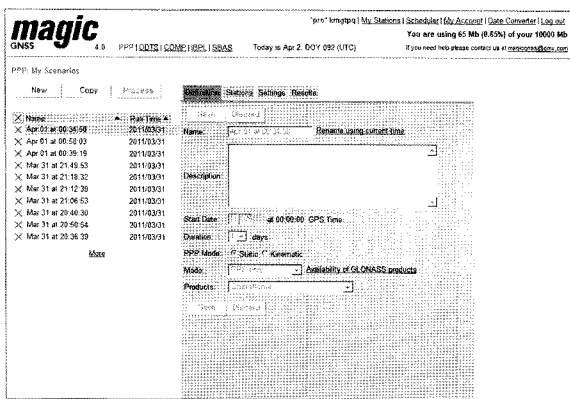 magic
GNSS 4.0
PPP | ODTS | COMP | IBPL | SBAS
Today is Apr 2, DOY 092 (UTC)
"pro" krngtpq | My Stations | Scheduler | My Account | Date Converter | Log out
You are using 65 Mb (0.65%) of your 10000 Mb
If you need help please contact us at magicgnss@gmv.com
PPP: My Scenarios
New Copy Process
Name Run Time
Apr 01 at 00:56:50 2011/03/31
Apr 01 at 00:50:03 2011/03/31
Apr 01 at 00:39:19 2011/03/31
Mar 31 at 21:49:53 2011/03/31
Mar 31 at 21:18:32 2011/03/31
Mar 31 at 21:12:39 2011/03/31
Mar 31 at 21:06:53 2011/03/31
Mar 31 at 20:40:30 2011/03/31
Mar 31 at 20:50:54 2011/03/31
Mar 31 at 20:36:39 2011/03/31
More
Stations Settings Results
Save Discard
Name: Rename using current time
Description:
Start Date: at 00:00:00 GPS Time
Duration: days
PPP Mode: Static Kinematic
Mode: Availability of GLONASS products
Products:
Save Discard